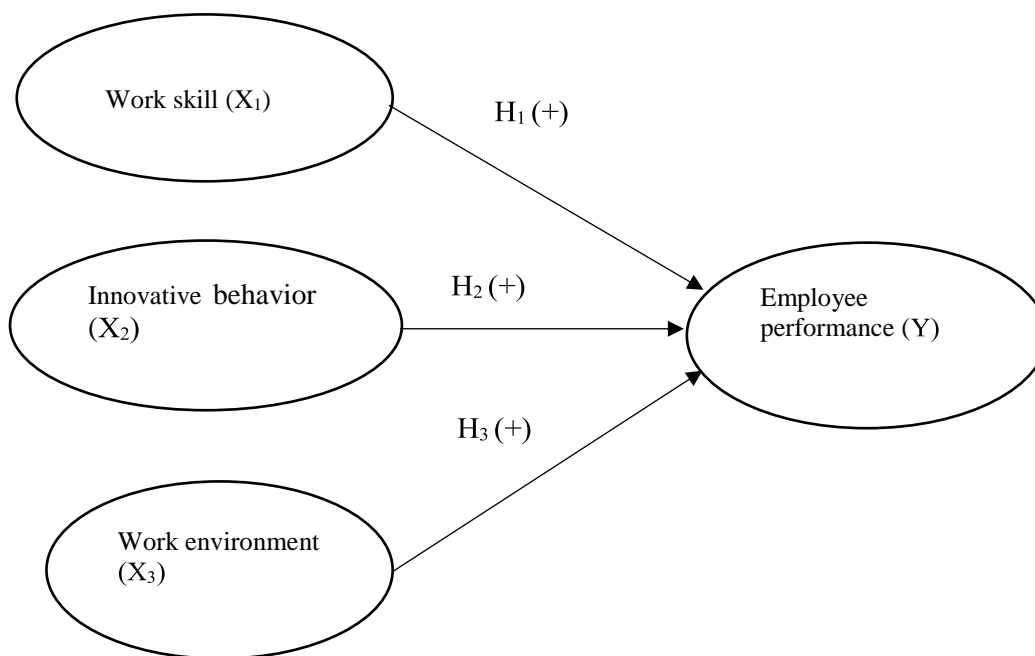 Work skill (X₁)
H₁ (+)
Innovative behavior
(X₂)
H₂ (+)
Employee
performance (Y)
H₃ (+)
Work environment
(X₃)